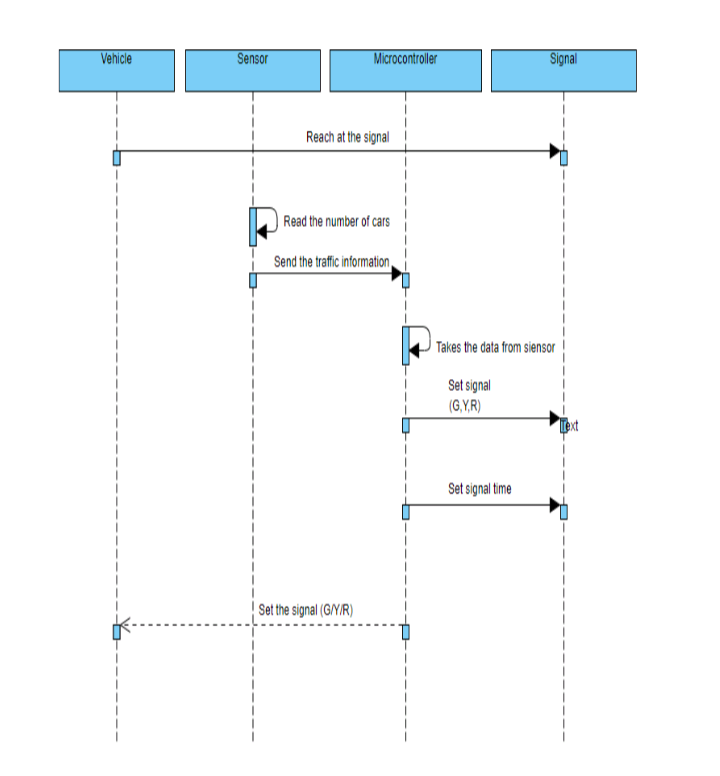 Vehicle
Sensor
Microcontroller
Signal
Reach at the signal
Read the number of cars
Send the traffic information
Takes the data from siensor
Set signal
(G,Y,R)
Text
Set signal time
Set the signal (G/Y/R)